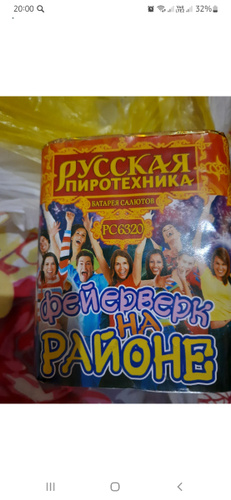 20:00
32%
РУССКАЯ
ПИРОТЕХНИКА
БАТАРЕЯ САЛЮТОВ
РС6320
ФЕЙЕРВЕРК
НА
РАЙОНЕ